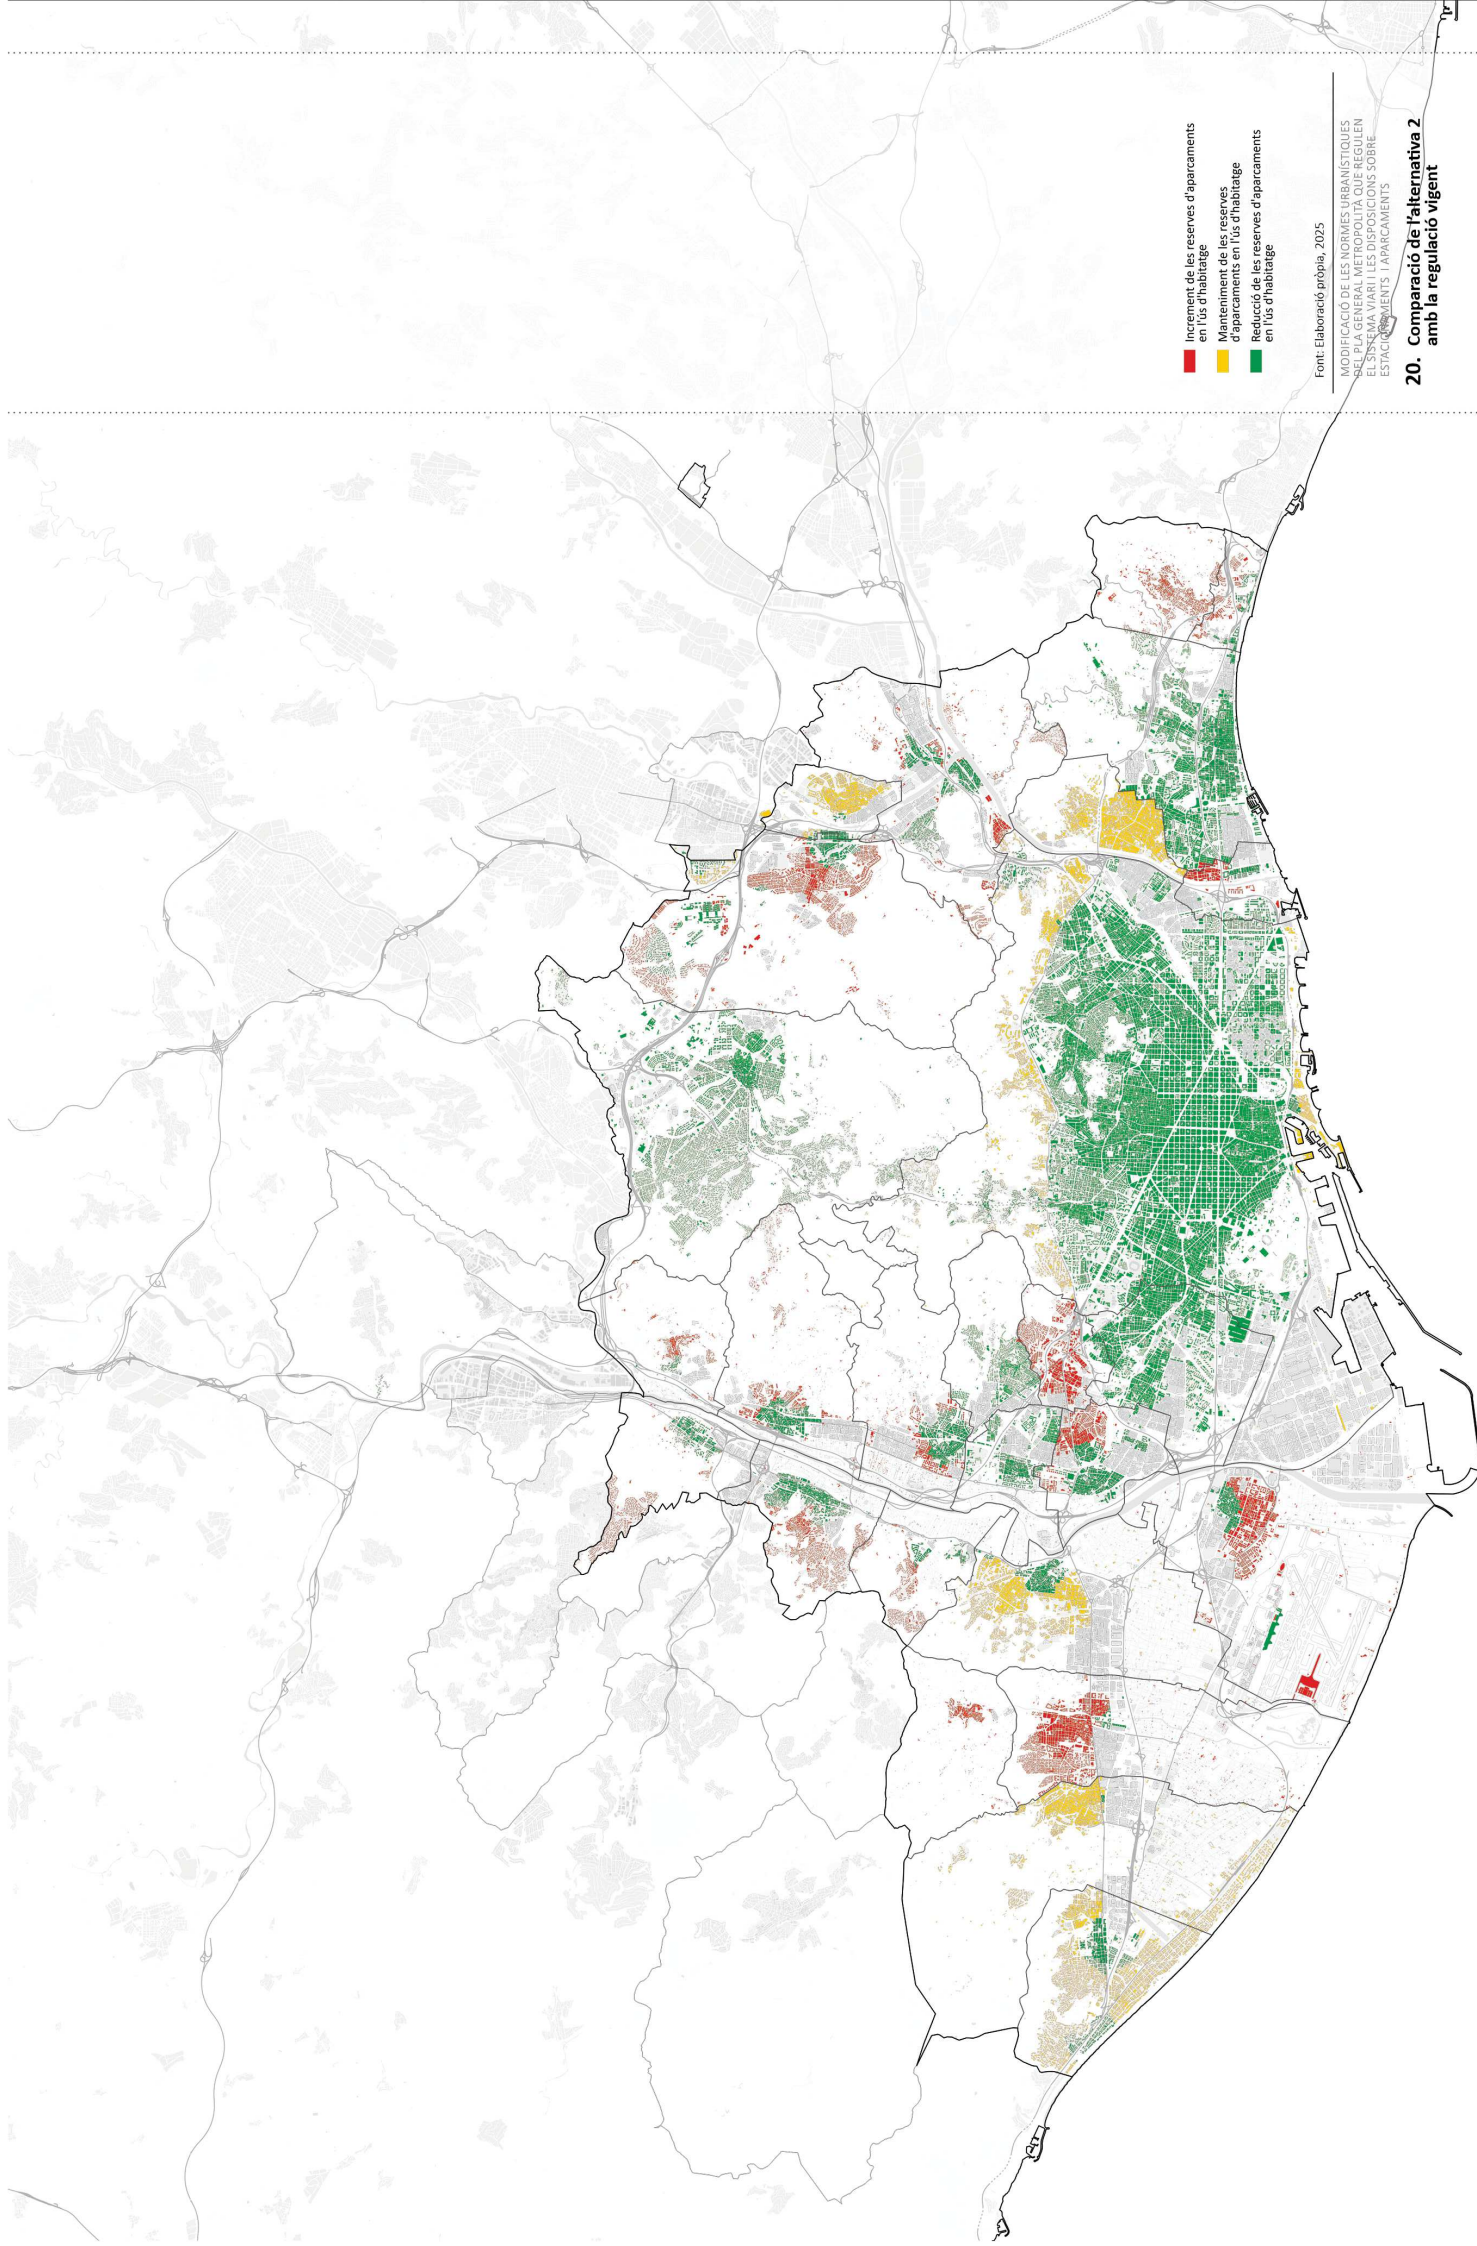 Increment de les reserves d'aparcaments
en l'ús d'habitatge
Manteniment de les reserves
d'aparcaments en l'ús d'habitatge
Reducció de les reserves d'aparcaments
en l'ús d'habitatge
Font: Elaboració pròpia, 2025
MODIFICACIÓ DE LES NORMES URBANÍSTIQUES
DEL PLA GENERAL METROPOLITÀ QUE REGULEN
EL SISTEMA VIARI I LES DISPOSICIONS SOBRE
ESTACIONAMENTS I APARCAMENTS
20. Comparació de l'alternativa 2
amb la regulació vigent